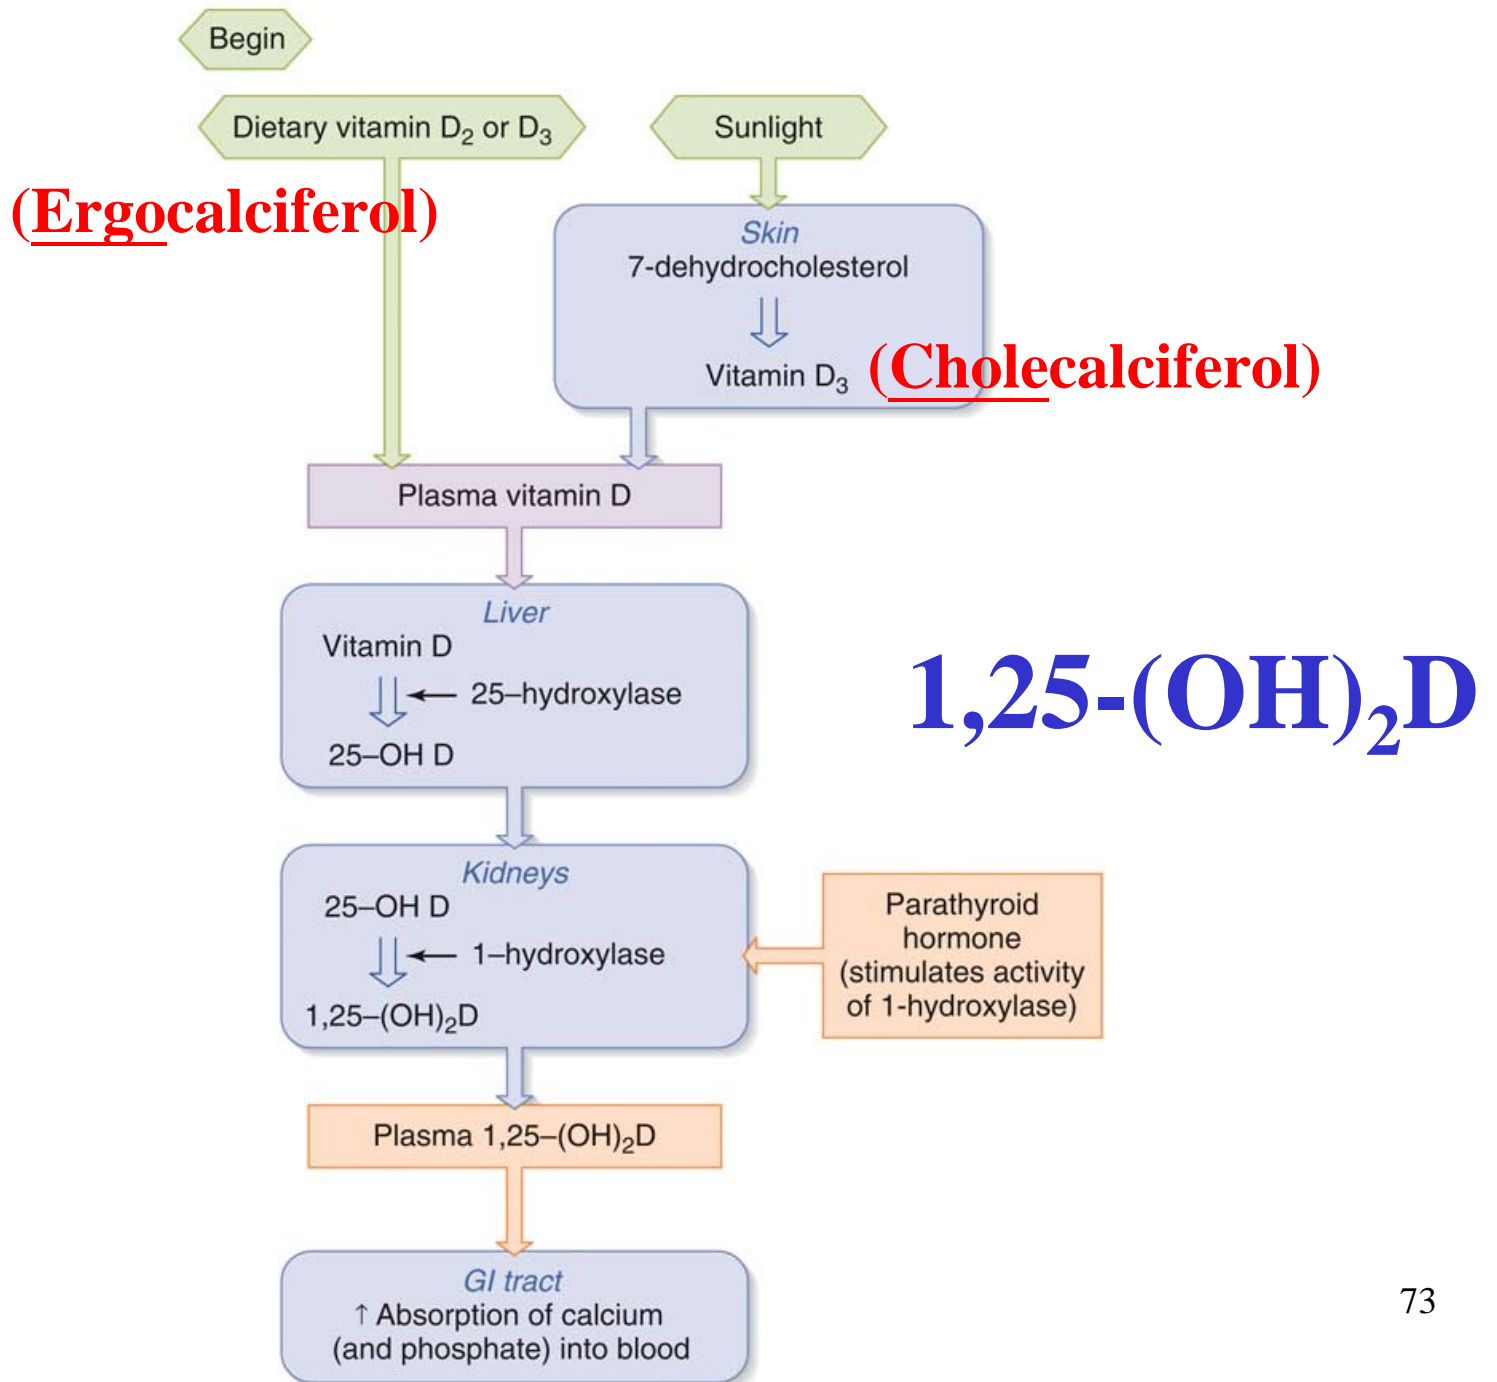 Begin
Dietary vitamin D₂ or D₃
Sunlight
(Ergocalciferol)
Skin
7-dehydrocholesterol
Vitamin D₃ (Cholecalciferol)
Plasma vitamin D
Liver
Vitamin D
25–hydroxylase
25–OH D
1,25-(OH)₂D
Kidneys
25–OH D
1–hydroxylase
1,25–(OH)₂D
Parathyroid
hormone
(stimulates activity
of 1-hydroxylase)
Plasma 1,25–(OH)₂D
GI tract
↑ Absorption of calcium
(and phosphate) into blood
73